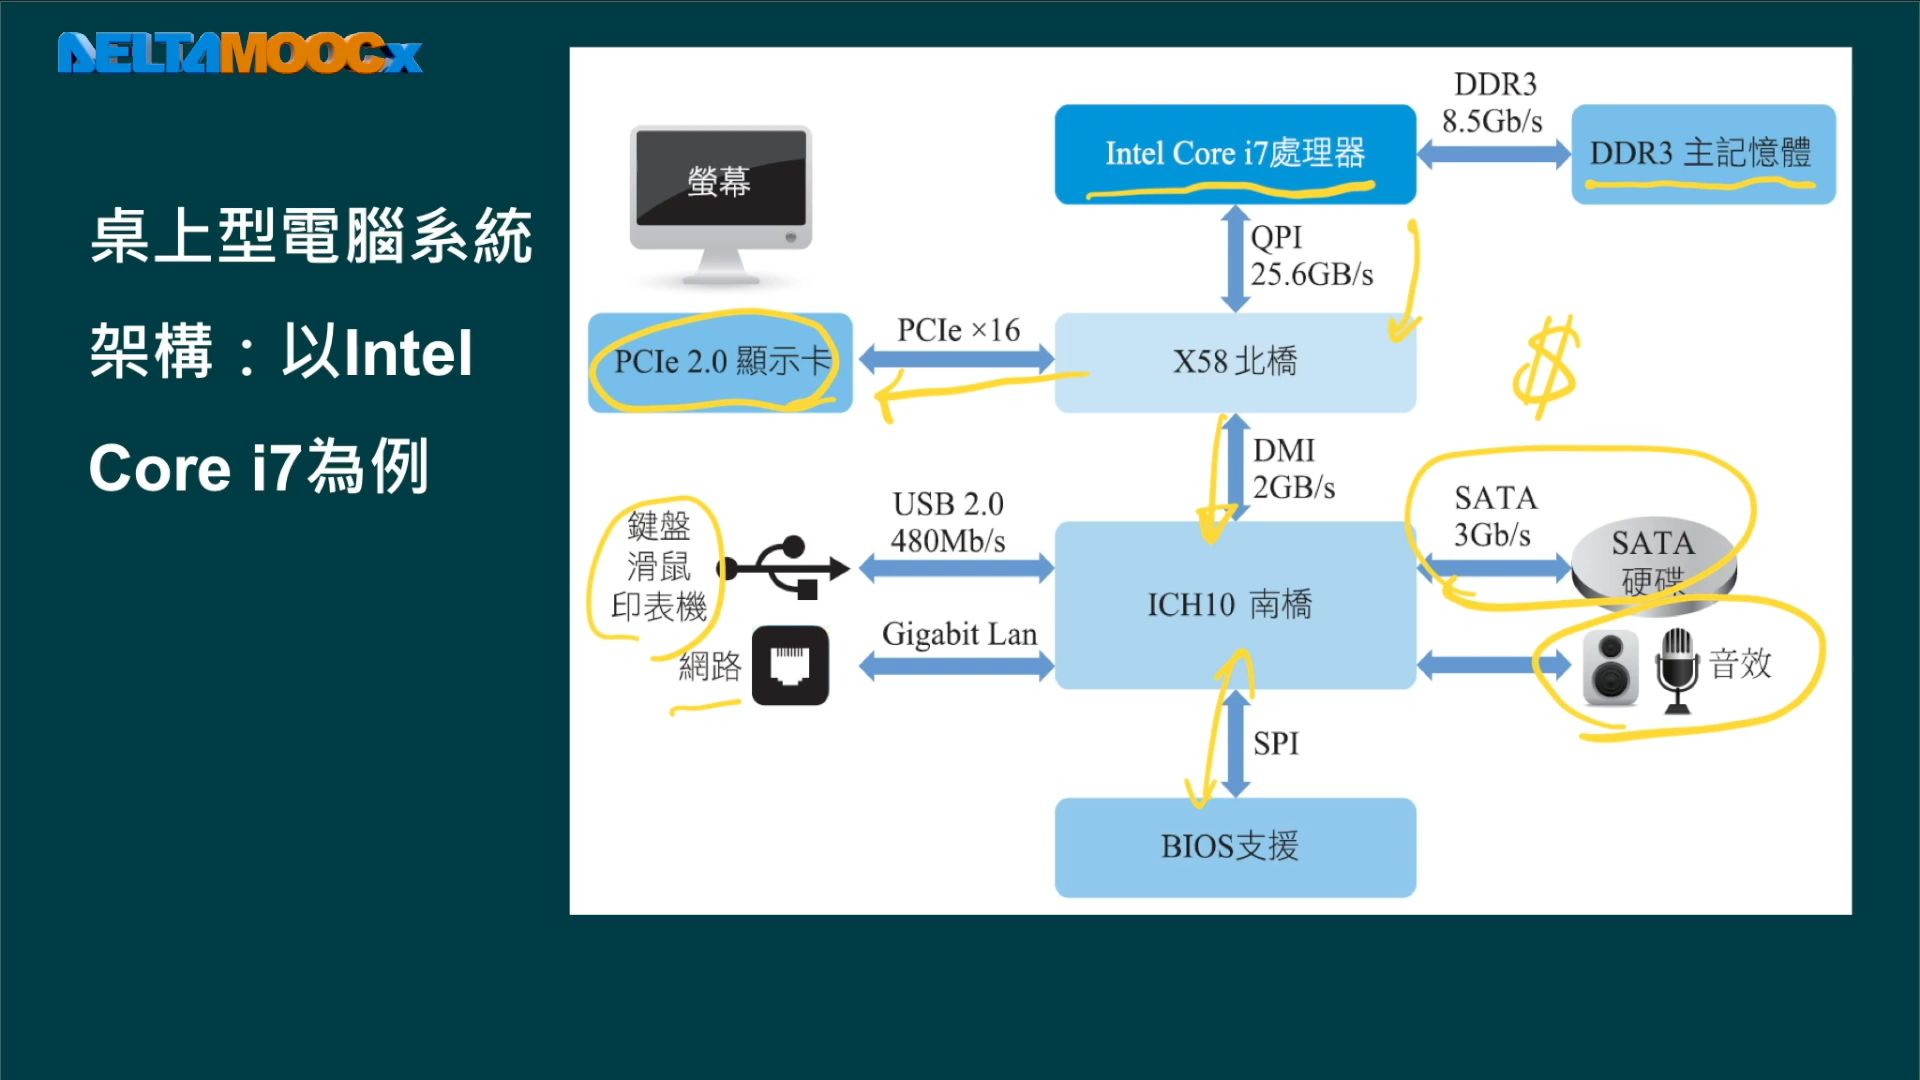 DELTAMOOCx
桌上型電腦系統
架構：以Intel
Core i7為例
DDR3
8.5Gb/s
Intel Core i7處理器
DDR3 主記憶體
螢幕
QPI
25.6GB/s
PCIe ×16
PCIe 2.0 顯示卡
X58 北橋
$
DMI
2GB/s
鍵盤
滑鼠
印表機
USB 2.0
480Mb/s
SATA
3Gb/s
SATA
硬碟
ICH10 南橋
網路
Gigabit Lan
音效
SPI
BIOS支援